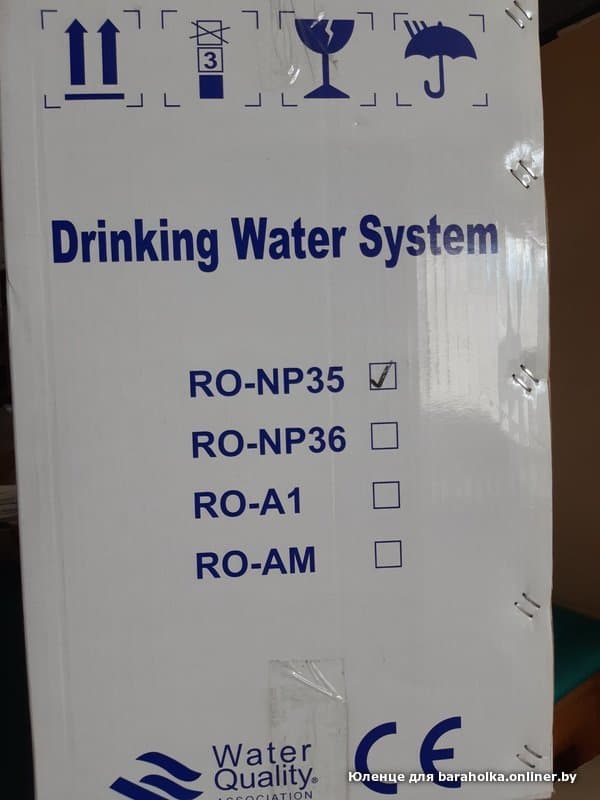 3
Drinking Water System
RO-NP35
RO-NP36
RO-A1
RO-AM
Water
Quality®
ASSOCIATION
CE
Юленце для baraholka.onliner.by